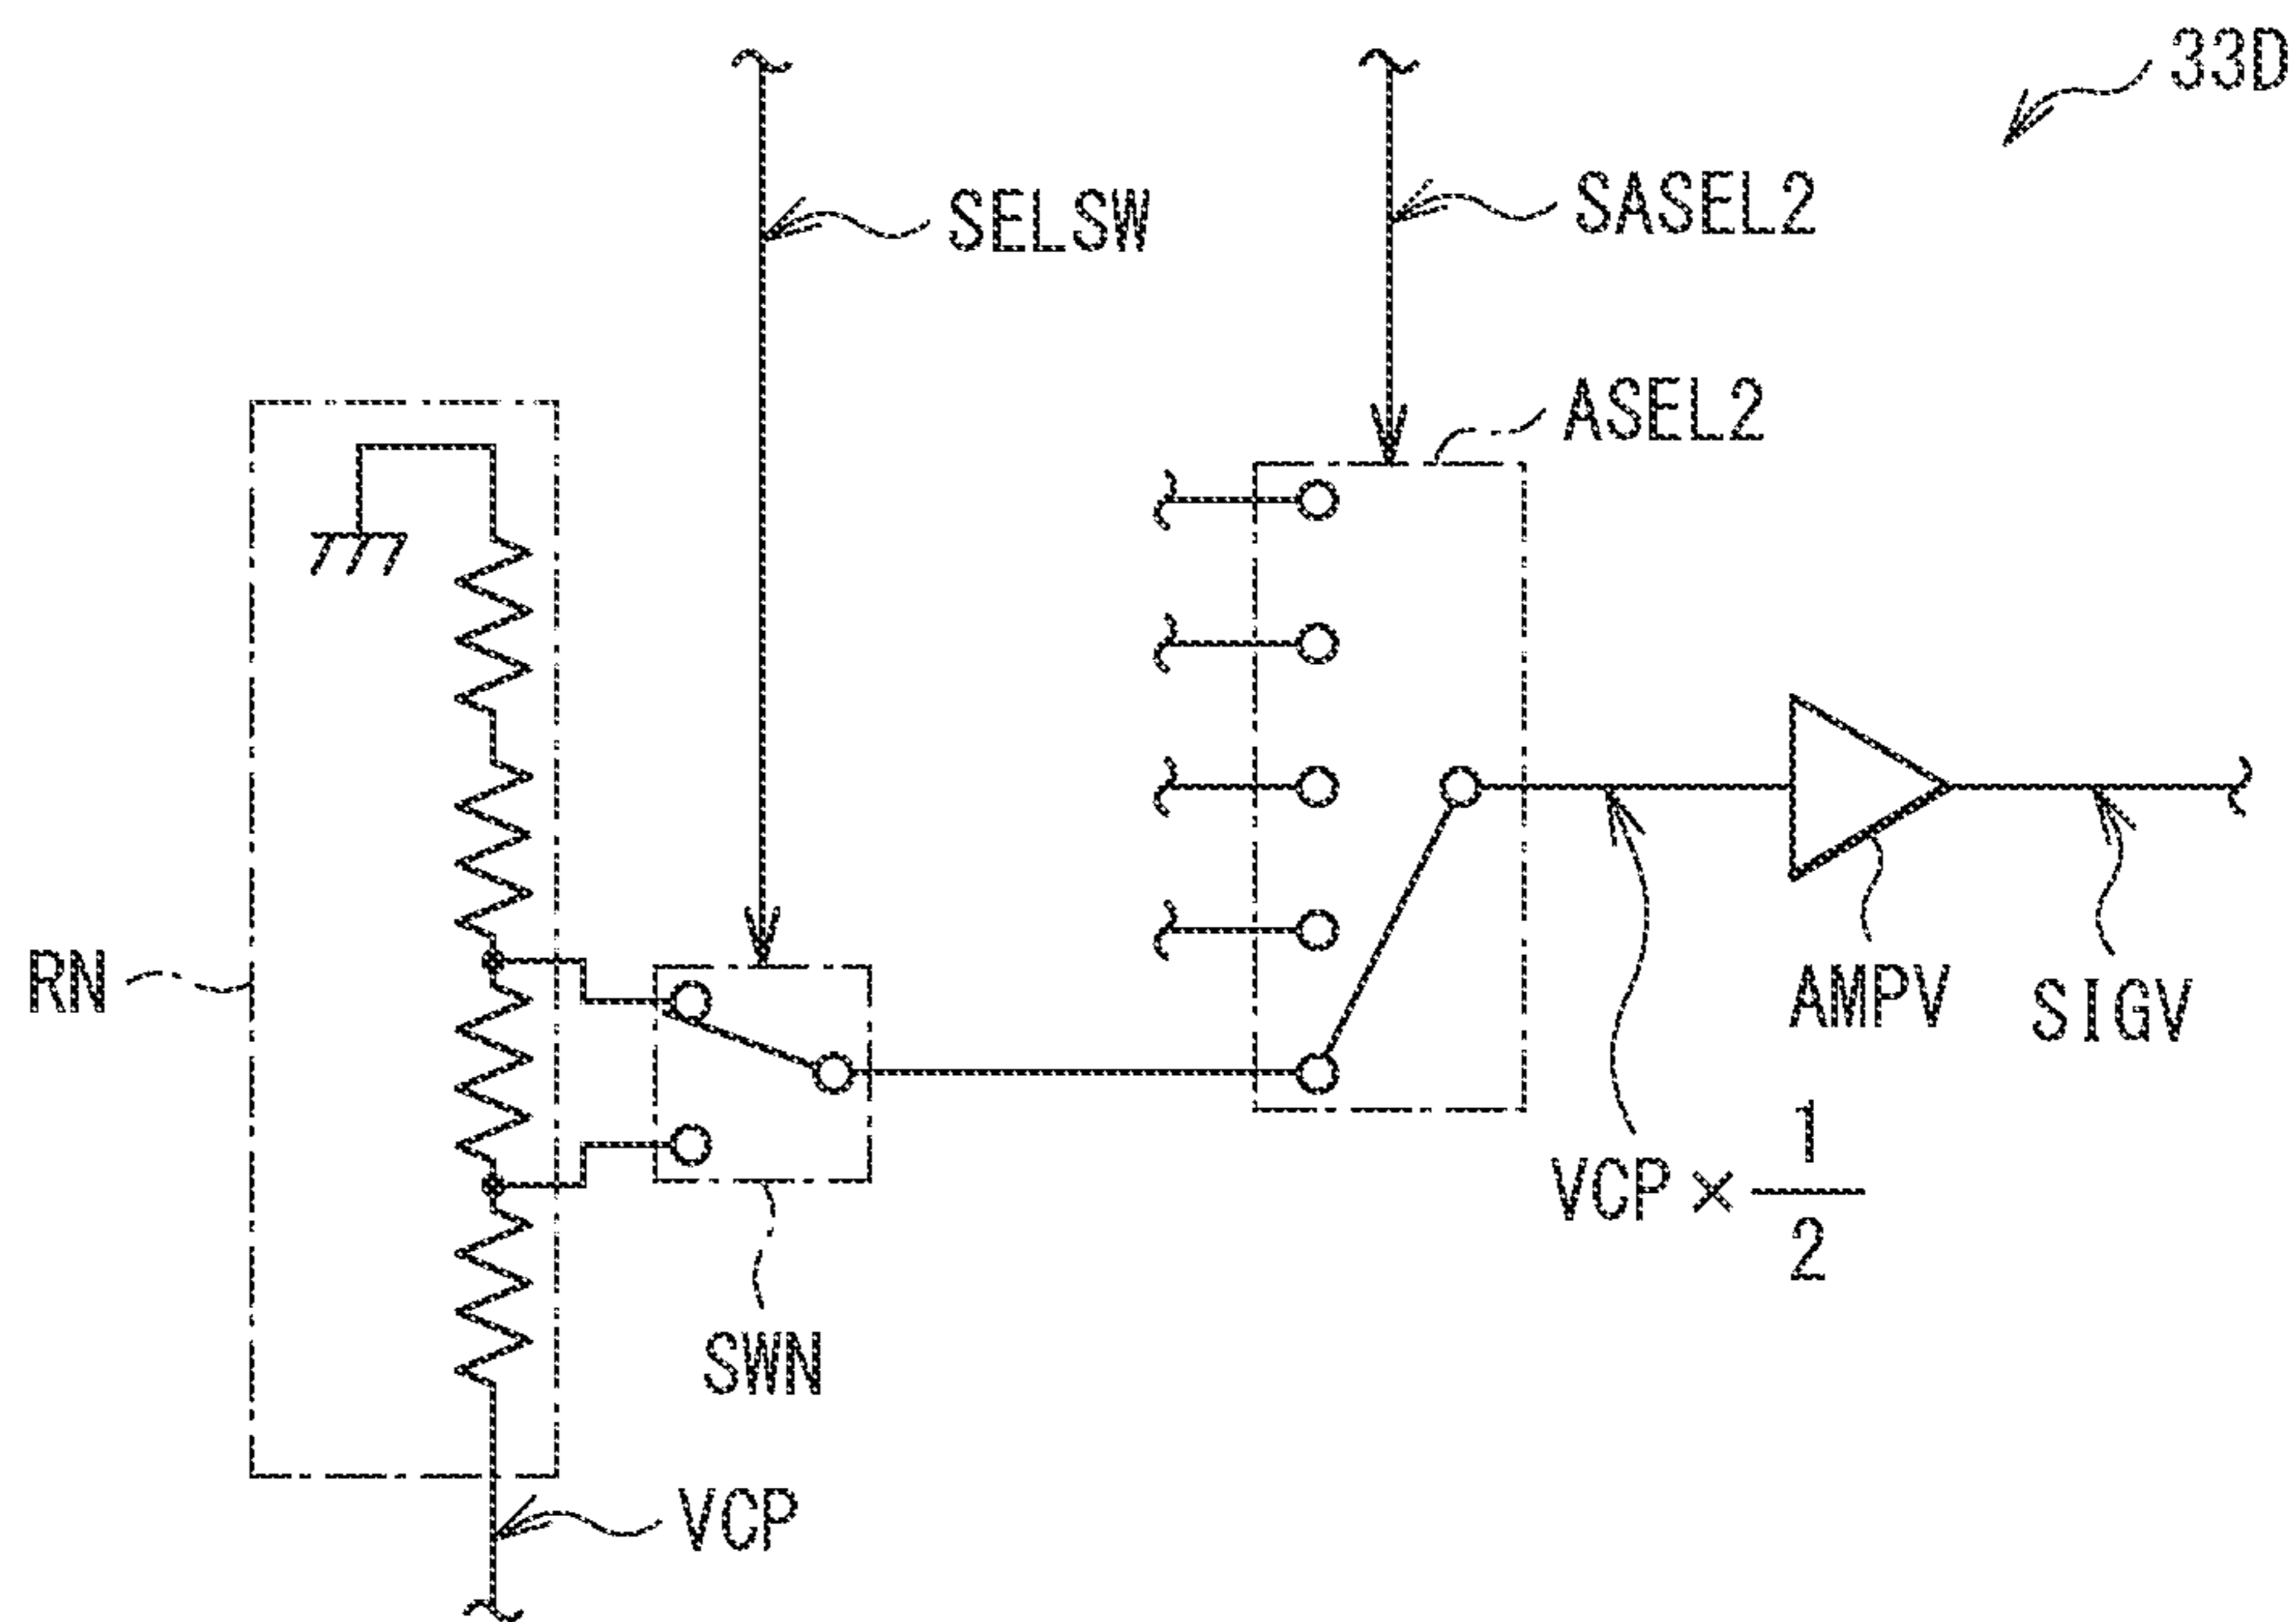 33D
SELSW
SASEL2
ASEL2
RN
AMPV
SIGV
VCP × 1/2
SWN
VCP